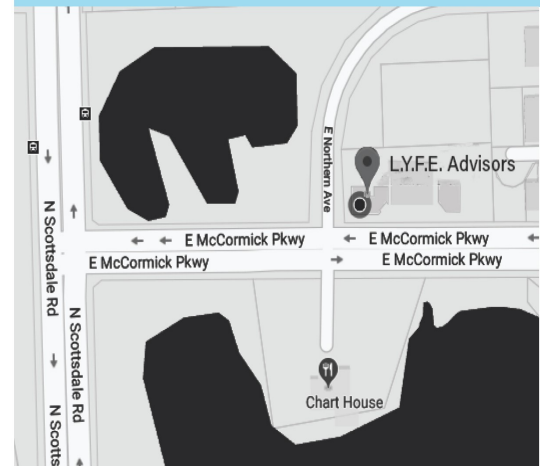 E Northern Ave
L.Y.F.E. Advisors
E McCormick Pkwy
E McCormick Pkwy
E McCormick Pkwy
E McCormick Pkwy
N Scottsdale Rd
N Scottsdale Rd
Chart House
N Scotts